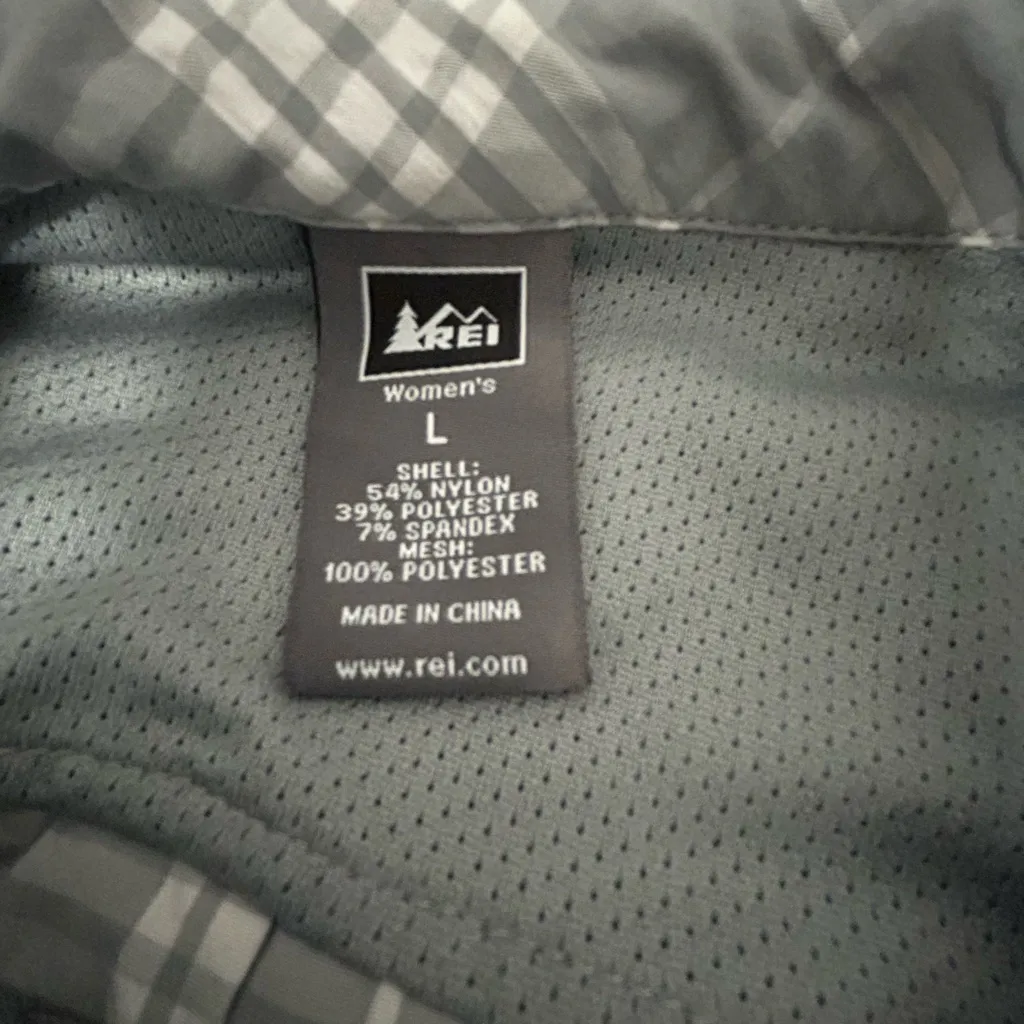 REI
Women's
L
SHELL:
54% NYLON
39% POLYESTER
7% SPANDEX
MESH:
100% POLYESTER
MADE IN CHINA
www.rei.com